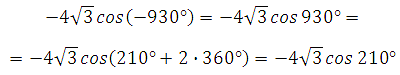 −4√3 cos(−930°) = −4√3 cos 930° =
= −4√3 cos(210° + 2 · 360°) = −4√3 cos 210°